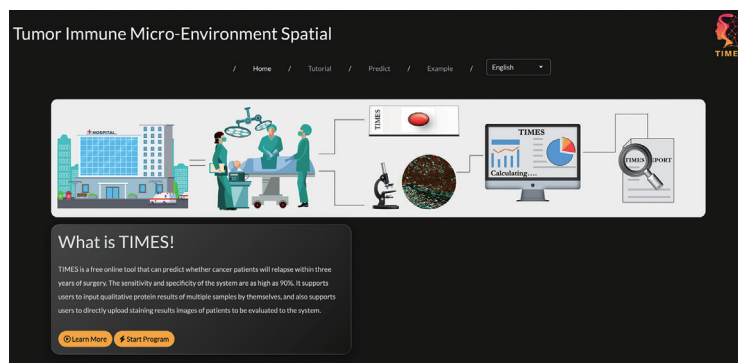 Tumor Immune Micro-Environment Spatial
TIME
/ Home / Tutorial / Predict / Example / English
HOSPITAL
TIMES
TIMES
Calculating....
TIMES EPORT
What is TIMES!
TIMES is a free online tool that can predict whether cancer patients will relapse within three
years of surgery. The sensitivity and specificity of the system are as high as 90%. It supports
users to input qualitative protein results of multiple samples by themselves, and also supports
users to directly upload staining results images of patients to be evaluated to the system.
Learn More Start Program